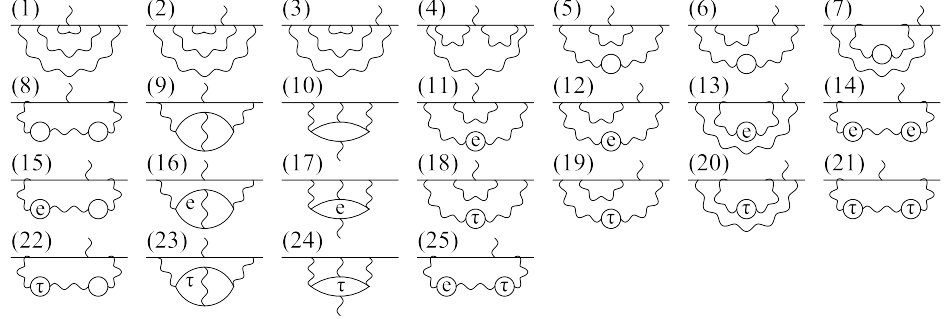 (1) (2) (3) (4) (5) (6) (7)
(8) (9) (10) (11) (12) (13) (14)
e e e e e
(15) (16) (17) (18) (19) (20) (21)
e e e τ τ τ τ τ
(22) (23) (24) (25)
τ τ τ e τ